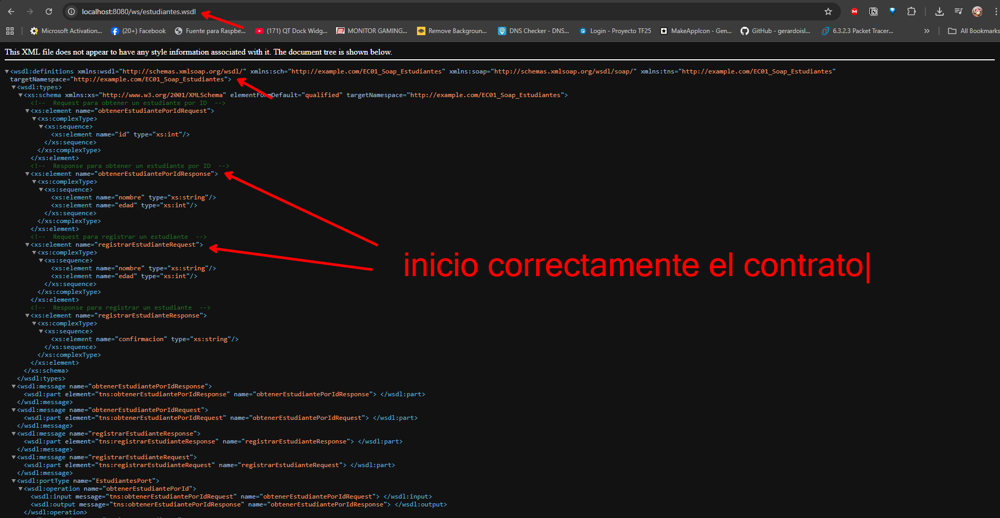 localhost:8080/ws/estudiantes.wsdl
Microsoft Activation... (20+) Facebook Fuente para Raspbe... (171) QT Dock Widg... MONITOR GAMING... Remove Backgroun... DNS Checker - DNS... Login - Proyecto TF25 MakeAppIcon - Gen... GitHub - gerardoisl... 6.3.2.3 Packet Tracer... » All Bookmarks
This XML file does not appear to have any style information associated with it. The document tree is shown below.
<wsdl:definitions xmlns:wsdl="http://schemas.xmlsoap.org/wsdl/" xmlns:sch="http://example.com/EC01_Soap_Estudiantes" xmlns:soap="http://schemas.xmlsoap.org/wsdl/soap/" xmlns:tns="http://example.com/EC01_Soap_Estudiantes"
targetNamespace="http://example.com/EC01_Soap_Estudiantes">
<wsdl:types>
<xs:schema xmlns:xs="http://www.w3.org/2001/XMLSchema" elementFormDefault="qualified" targetNamespace="http://example.com/EC01_Soap_Estudiantes">
<!-- Request para obtener un estudiante por ID -->
<xs:element name="obtenerEstudiantePorIdRequest">
<xs:complexType>
<xs:sequence>
<xs:element name="id" type="xs:int"/>
</xs:sequence>
</xs:complexType>
</xs:element>
<!-- Response para obtener un estudiante por ID -->
<xs:element name="obtenerEstudiantePorIdResponse">
<xs:complexType>
<xs:sequence>
<xs:element name="nombre" type="xs:string"/>
<xs:element name="edad" type="xs:int"/>
</xs:sequence>
</xs:complexType>
</xs:element>
<!-- Request para registrar un estudiante -->
<xs:element name="registrarEstudianteRequest">
<xs:complexType>
<xs:sequence>
<xs:element name="nombre" type="xs:string"/>
<xs:element name="edad" type="xs:int"/>
</xs:sequence>
</xs:complexType>
</xs:element>
<!-- Response para registrar un estudiante -->
<xs:element name="registrarEstudianteResponse">
<xs:complexType>
<xs:sequence>
<xs:element name="confirmacion" type="xs:string"/>
</xs:sequence>
</xs:complexType>
</xs:element>
</xs:schema>
</wsdl:types>
<wsdl:message name="obtenerEstudiantePorIdResponse">
<wsdl:part element="tns:obtenerEstudiantePorIdResponse" name="obtenerEstudiantePorIdResponse"> </wsdl:part>
</wsdl:message>
<wsdl:message name="obtenerEstudiantePorIdRequest">
<wsdl:part element="tns:obtenerEstudiantePorIdRequest" name="obtenerEstudiantePorIdRequest"> </wsdl:part>
</wsdl:message>
<wsdl:message name="registrarEstudianteResponse">
<wsdl:part element="tns:registrarEstudianteResponse" name="registrarEstudianteResponse"> </wsdl:part>
</wsdl:message>
<wsdl:message name="registrarEstudianteRequest">
<wsdl:part element="tns:registrarEstudianteRequest" name="registrarEstudianteRequest"> </wsdl:part>
</wsdl:message>
<wsdl:portType name="EstudiantesPort">
<wsdl:operation name="obtenerEstudiantePorId">
<wsdl:input message="tns:obtenerEstudiantePorIdRequest" name="obtenerEstudiantePorIdRequest"> </wsdl:input>
<wsdl:output message="tns:obtenerEstudiantePorIdResponse" name="obtenerEstudiantePorIdResponse"> </wsdl:output>
</wsdl:operation>
inicio correctamente el contrato